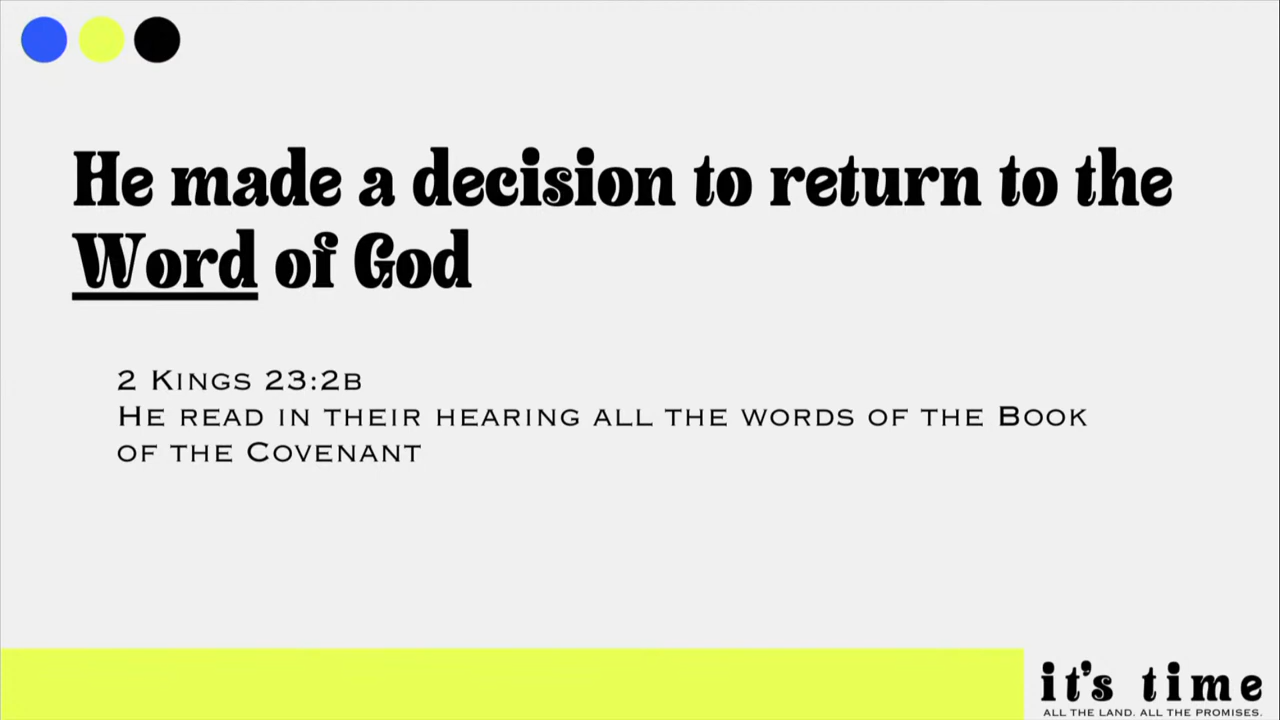 He made a decision to return to the
Word of God
2 Kings 23:2b
He read in their hearing all the words of the Book
of the Covenant
it's time
ALL THE LAND. ALL THE PROMISES.